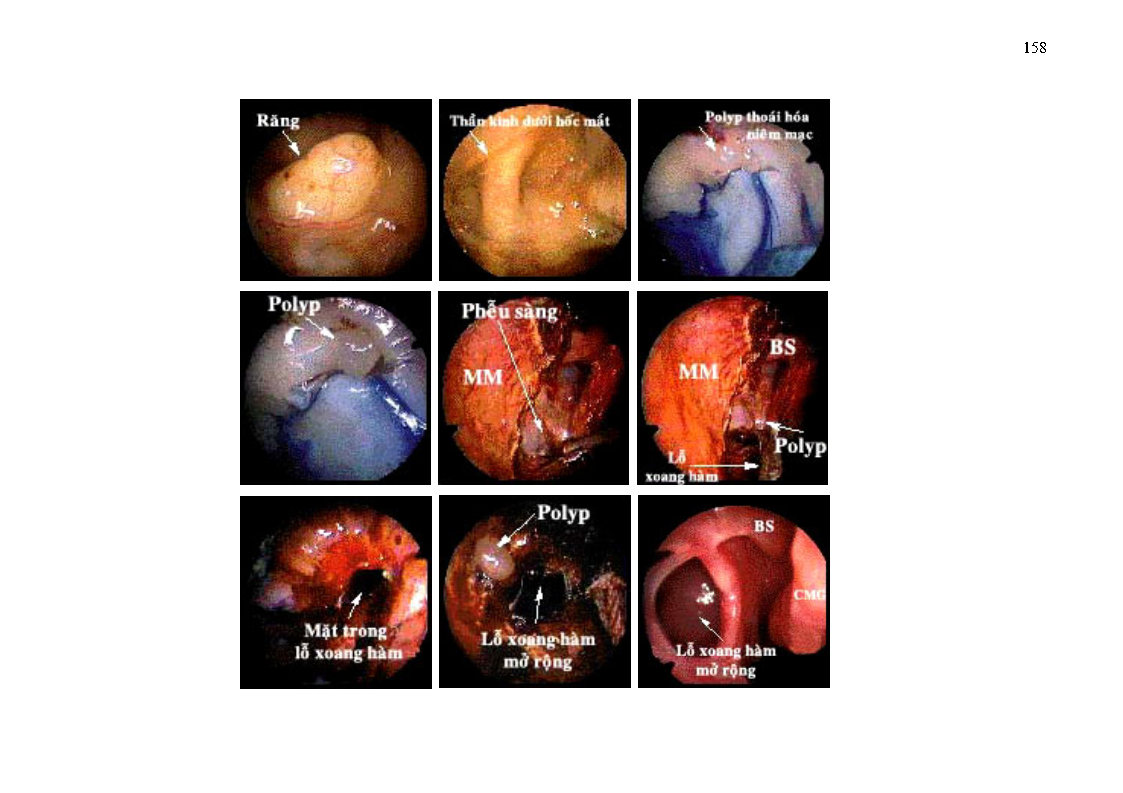 158
Răng
Thần kinh dưới hốc mắt
Polyp thoái hóa
niêm mạc
Polyp
Phễu sàng
MM
BS
MM
Polyp
Lỗ
xoang hàm
Mặt trong
lỗ xoang hàm
Polyp
Lỗ xoang hàm
mở rộng
BS
CMG
Lỗ xoang hàm
mở rộng